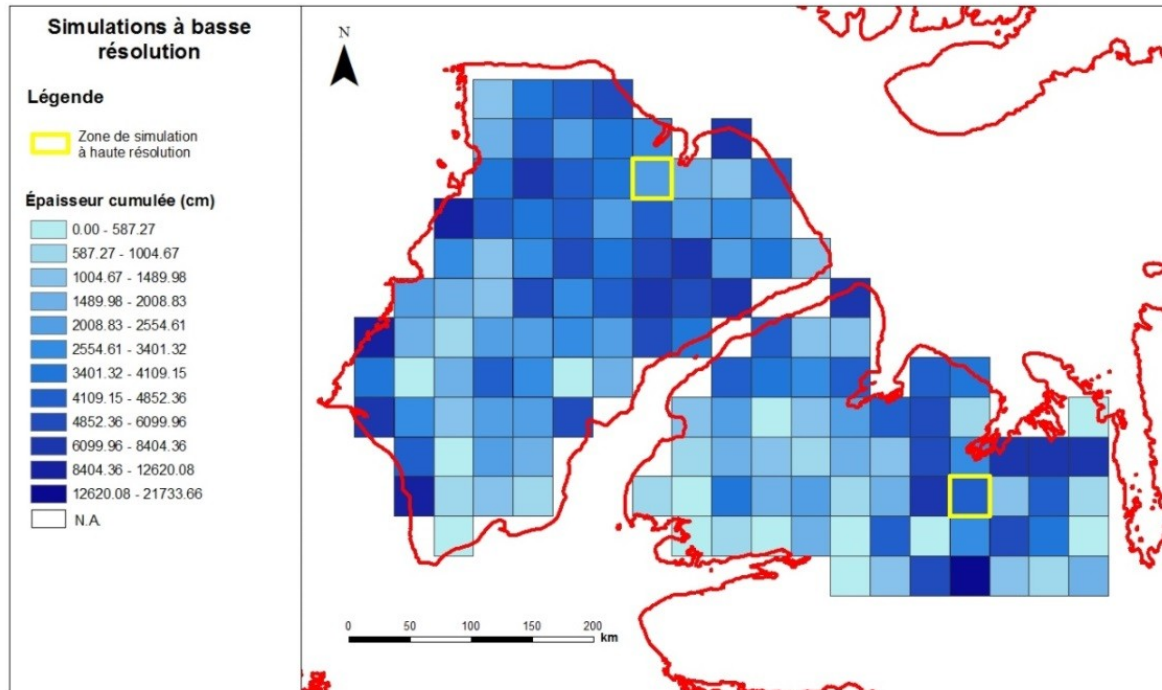 Simulations à basse
résolution
Légende
Zone de simulation
à haute résolution
Épaisseur cumulée (cm)
0.00 - 587.27
587.27 - 1004.67
1004.67 - 1489.98
1489.98 - 2008.83
2008.83 - 2554.61
2554.61 - 3401.32
3401.32 - 4109.15
4109.15 - 4852.36
4852.36 - 6099.96
6099.96 - 8404.36
8404.36 - 12620.08
12620.08 - 21733.66
N.A.
N
0 50 100 150 200
km